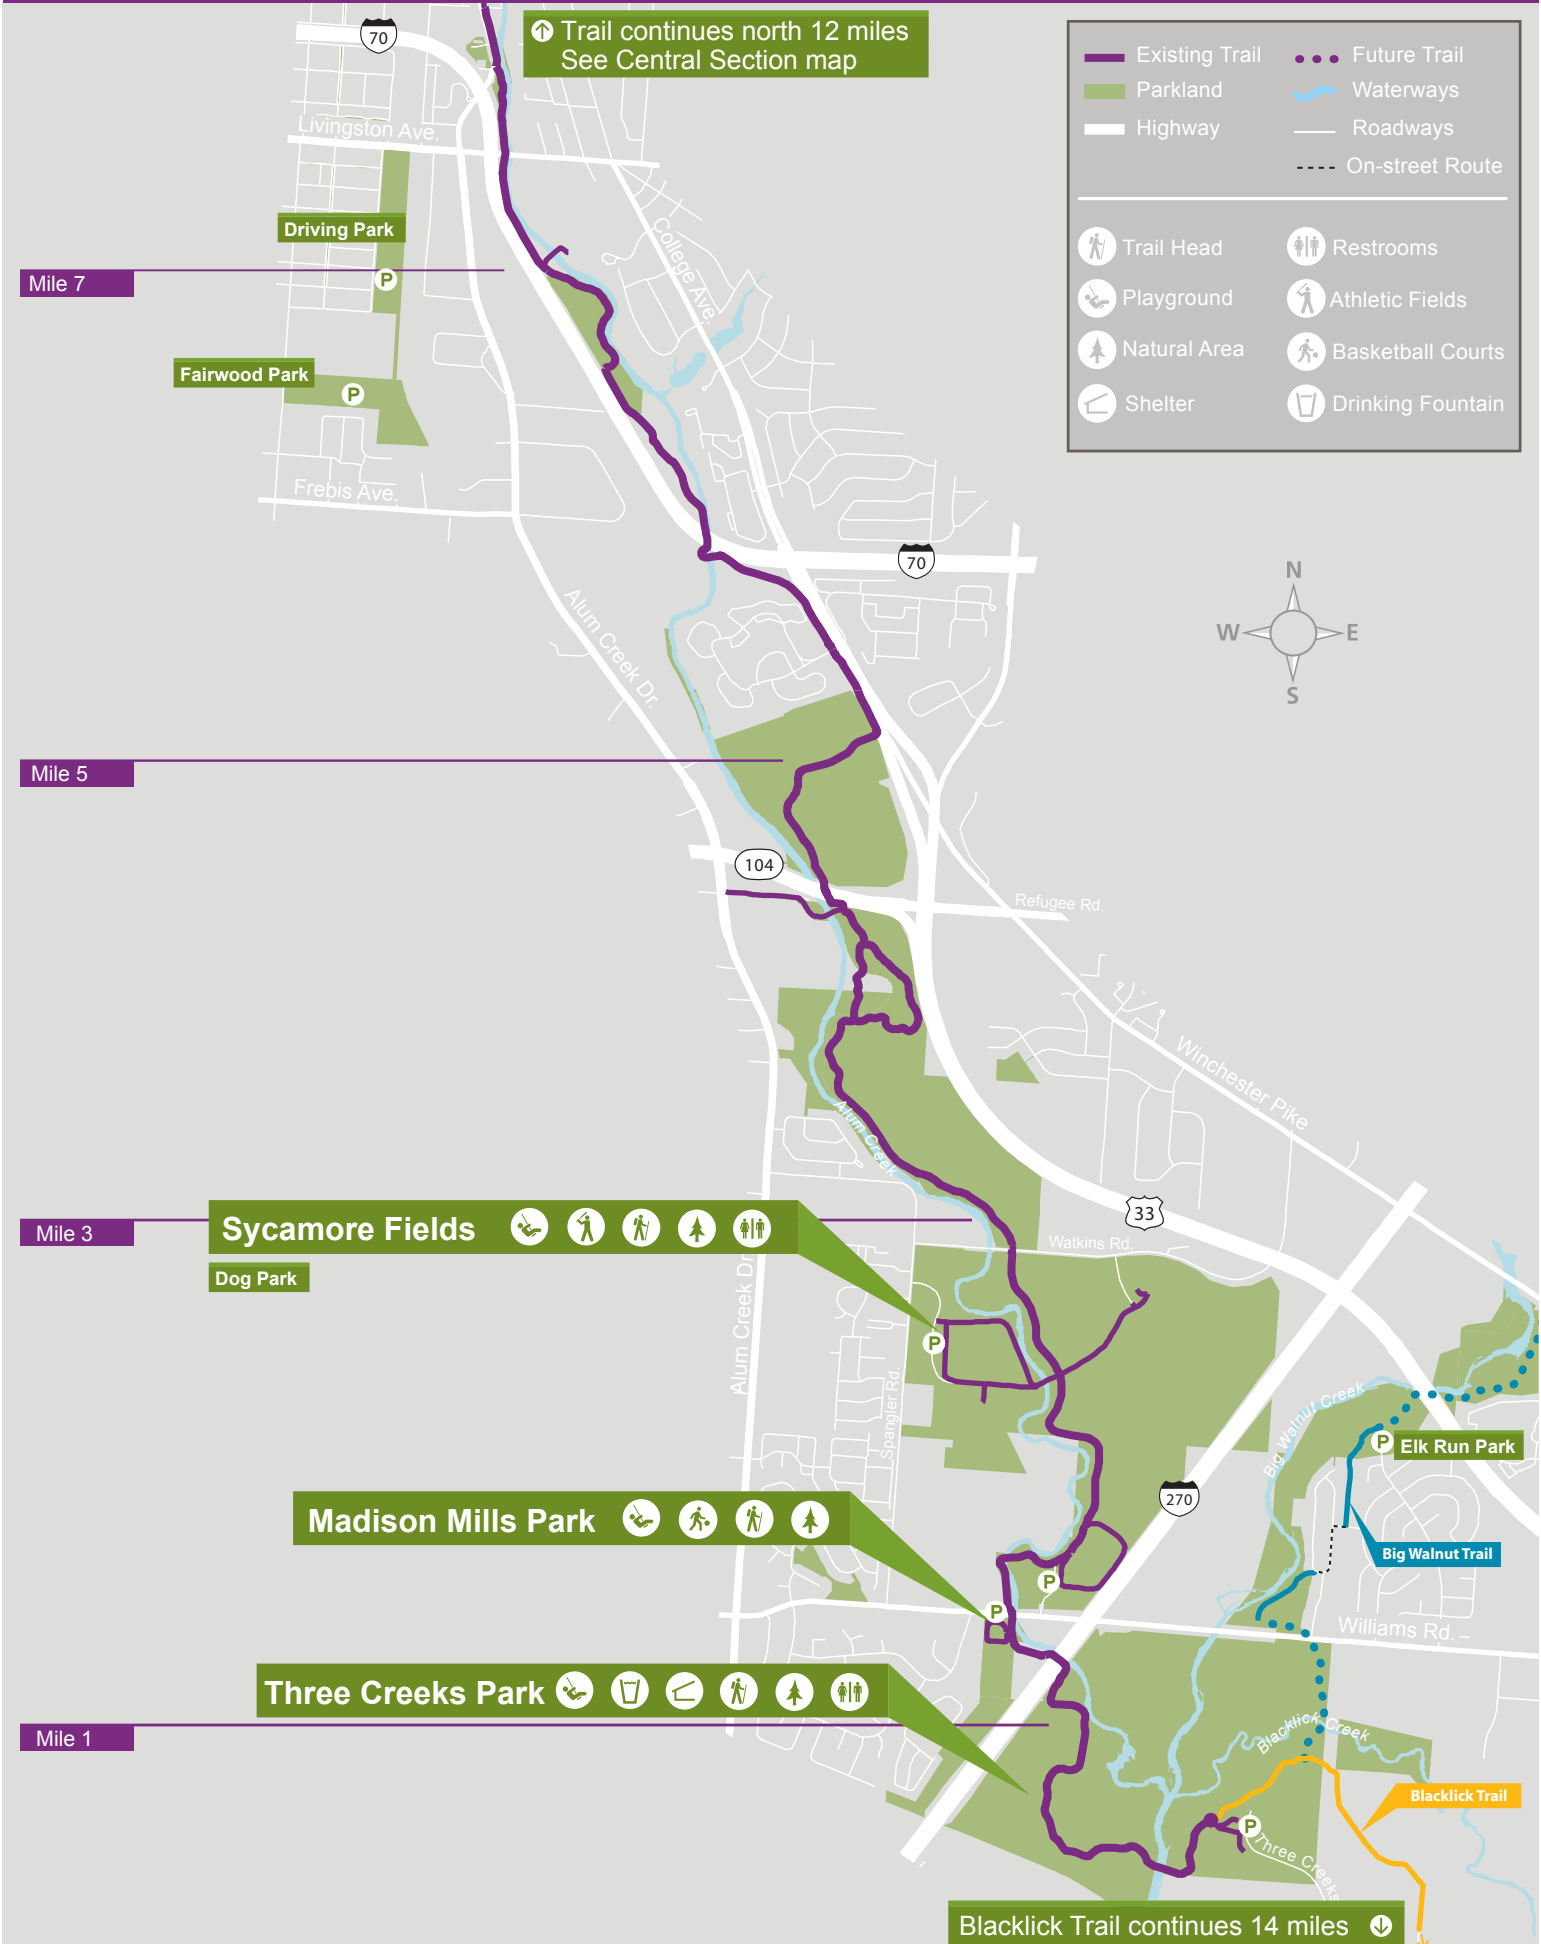 70
Trail continues north 12 miles
See Central Section map
Existing Trail
Future Trail
Parkland
Waterways
Highway
Roadways
On-street Route
Trail Head
Restrooms
Playground
Athletic Fields
Natural Area
Basketball Courts
Shelter
Drinking Fountain
Livingston Ave.
Driving Park
P
College Ave.
Mile 7
Fairwood Park
P
Frebis Ave.
70
N
W E
S
Alum Creek Dr.
Mile 5
104
Refugee Rd.
Winchester Pike
Alum Creek
33
Sycamore Fields
Mile 3
Dog Park
Watkins Rd.
Alum Creek Dr.
P
Spangler Rd.
Big Walnut Creek
P
Elk Run Park
270
Madison Mills Park
Big Walnut Trail
P
P
Williams Rd.
Three Creeks Park
Mile 1
Blacklick Creek
Blacklick Trail
P
Three Creeks
Blacklick Trail continues 14 miles